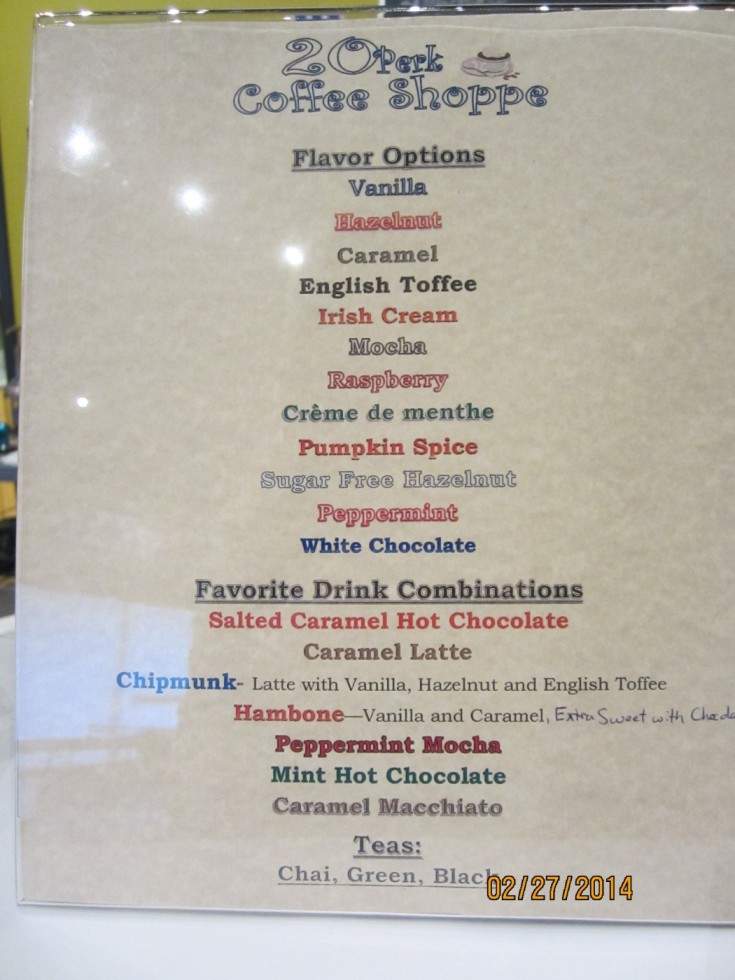 20 Perk
Coffee Shoppe
Flavor Options
Vanilla
Hazelnut
Caramel
English Toffee
Irish Cream
Mocha
Raspberry
Crême de menthe
Pumpkin Spice
Sugar Free Hazelnut
Peppermint
White Chocolate
Favorite Drink Combinations
Salted Caramel Hot Chocolate
Caramel Latte
Chipmunk- Latte with Vanilla, Hazelnut and English Toffee
Hambone—Vanilla and Caramel, Extra Sweet with
Peppermint Mocha
Mint Hot Chocolate
Caramel Macchiato
Teas:
Chai, Green, Black
02/27/2014